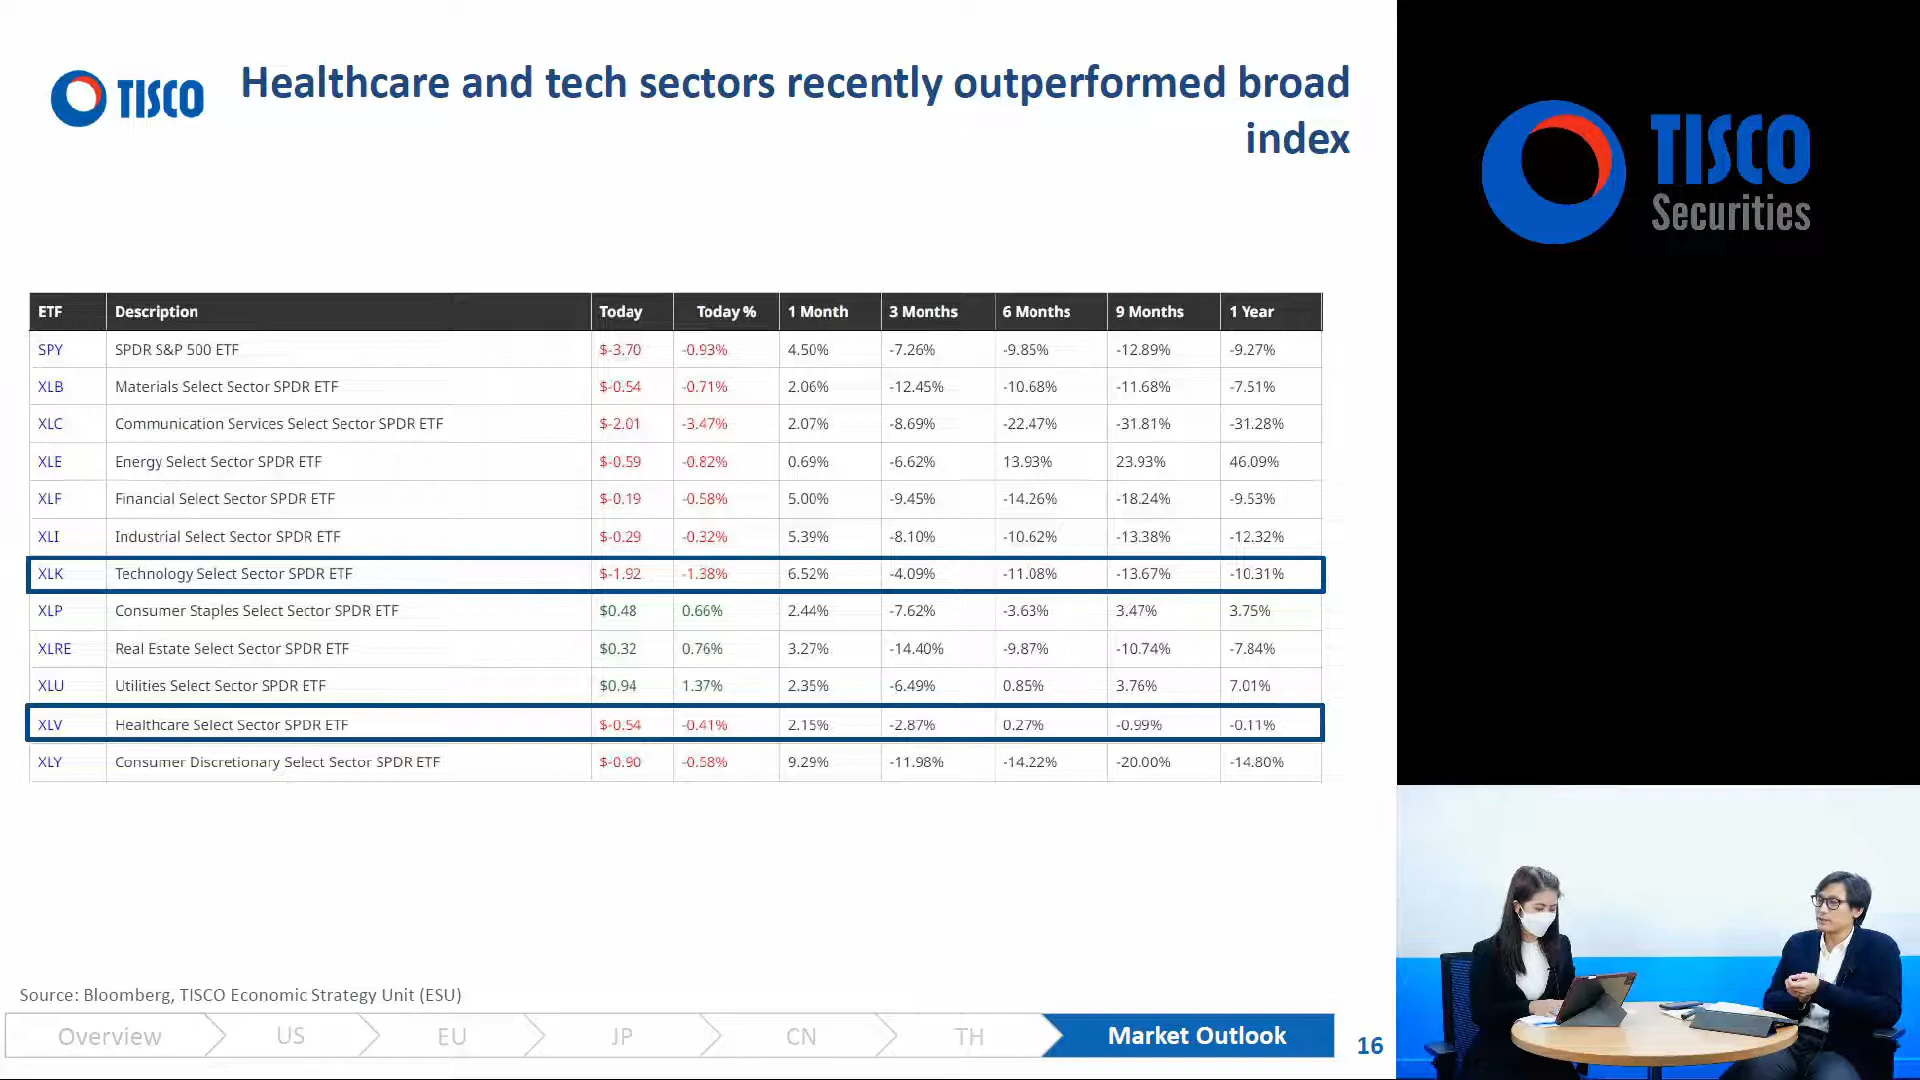 TISCO
Healthcare and tech sectors recently outperformed broad
index
TISCO
Securities
ETF Description Today Today % 1 Month 3 Months 6 Months 9 Months 1 Year
SPY SPDR S&P 500 ETF $-3.70 -0.93% 4.50% -7.26% -9.85% -12.89% -9.27%
XLB Materials Select Sector SPDR ETF $-0.54 -0.71% 2.06% -12.45% -10.68% -11.68% -7.51%
XLC Communication Services Select Sector SPDR ETF $-2.01 -3.47% 2.07% -8.69% -22.47% -31.81% -31.28%
XLE Energy Select Sector SPDR ETF $-0.59 -0.82% 0.69% -6.62% 13.93% 23.93% 46.09%
XLF Financial Select Sector SPDR ETF $-0.19 -0.58% 5.00% -9.45% -14.26% -18.24% -9.53%
XLI Industrial Select Sector SPDR ETF $-0.29 -0.32% 5.39% -8.10% -10.62% -13.38% -12.32%
XLK Technology Select Sector SPDR ETF $-1.92 -1.38% 6.52% -4.09% -11.08% -13.67% -10.31%
XLP Consumer Staples Select Sector SPDR ETF $0.48 0.66% 2.44% -7.62% -3.63% 3.47% 3.75%
XLRE Real Estate Select Sector SPDR ETF $0.32 0.76% 3.27% -14.40% -9.87% -10.74% -7.84%
XLU Utilities Select Sector SPDR ETF $0.94 1.37% 2.35% -6.49% 0.85% 3.76% 7.01%
XLV Healthcare Select Sector SPDR ETF $-0.54 -0.41% 2.15% -2.87% 0.27% -0.99% -0.11%
XLY Consumer Discretionary Select Sector SPDR ETF $-0.90 -0.58% 9.29% -11.98% -14.22% -20.00% -14.80%
Source: Bloomberg, TISCO Economic Strategy Unit (ESU)
Overview US EU JP CN TH Market Outlook 16